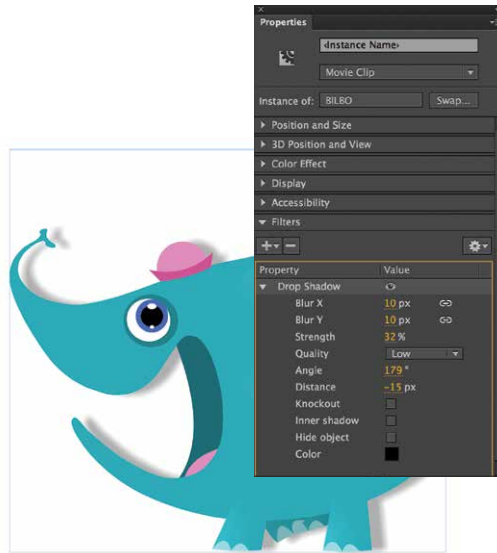 Properties
<Instance Name>
Movie Clip
Instance of: BILBO Swap...
Position and Size
3D Position and View
Color Effect
Display
Accessibility
Filters
Property Value
Drop Shadow
Blur X 10 px
Blur Y 10 px
Strength 32 %
Quality Low
Angle 179 °
Distance -15 px
Knockout
Inner shadow
Hide object
Color